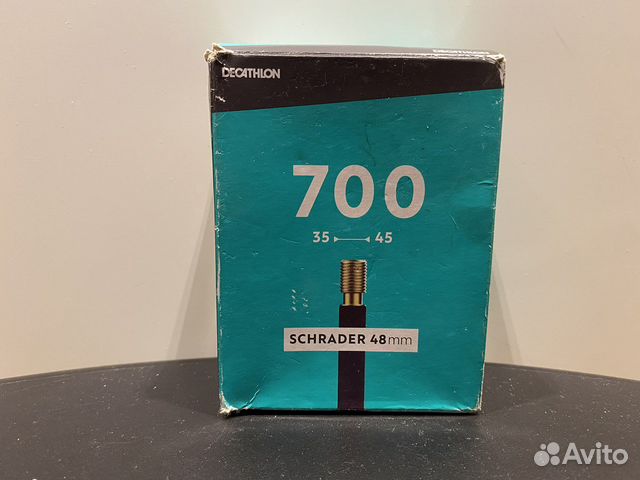 DECATHLON
700
35 45
SCHRADER 48mm
Avito